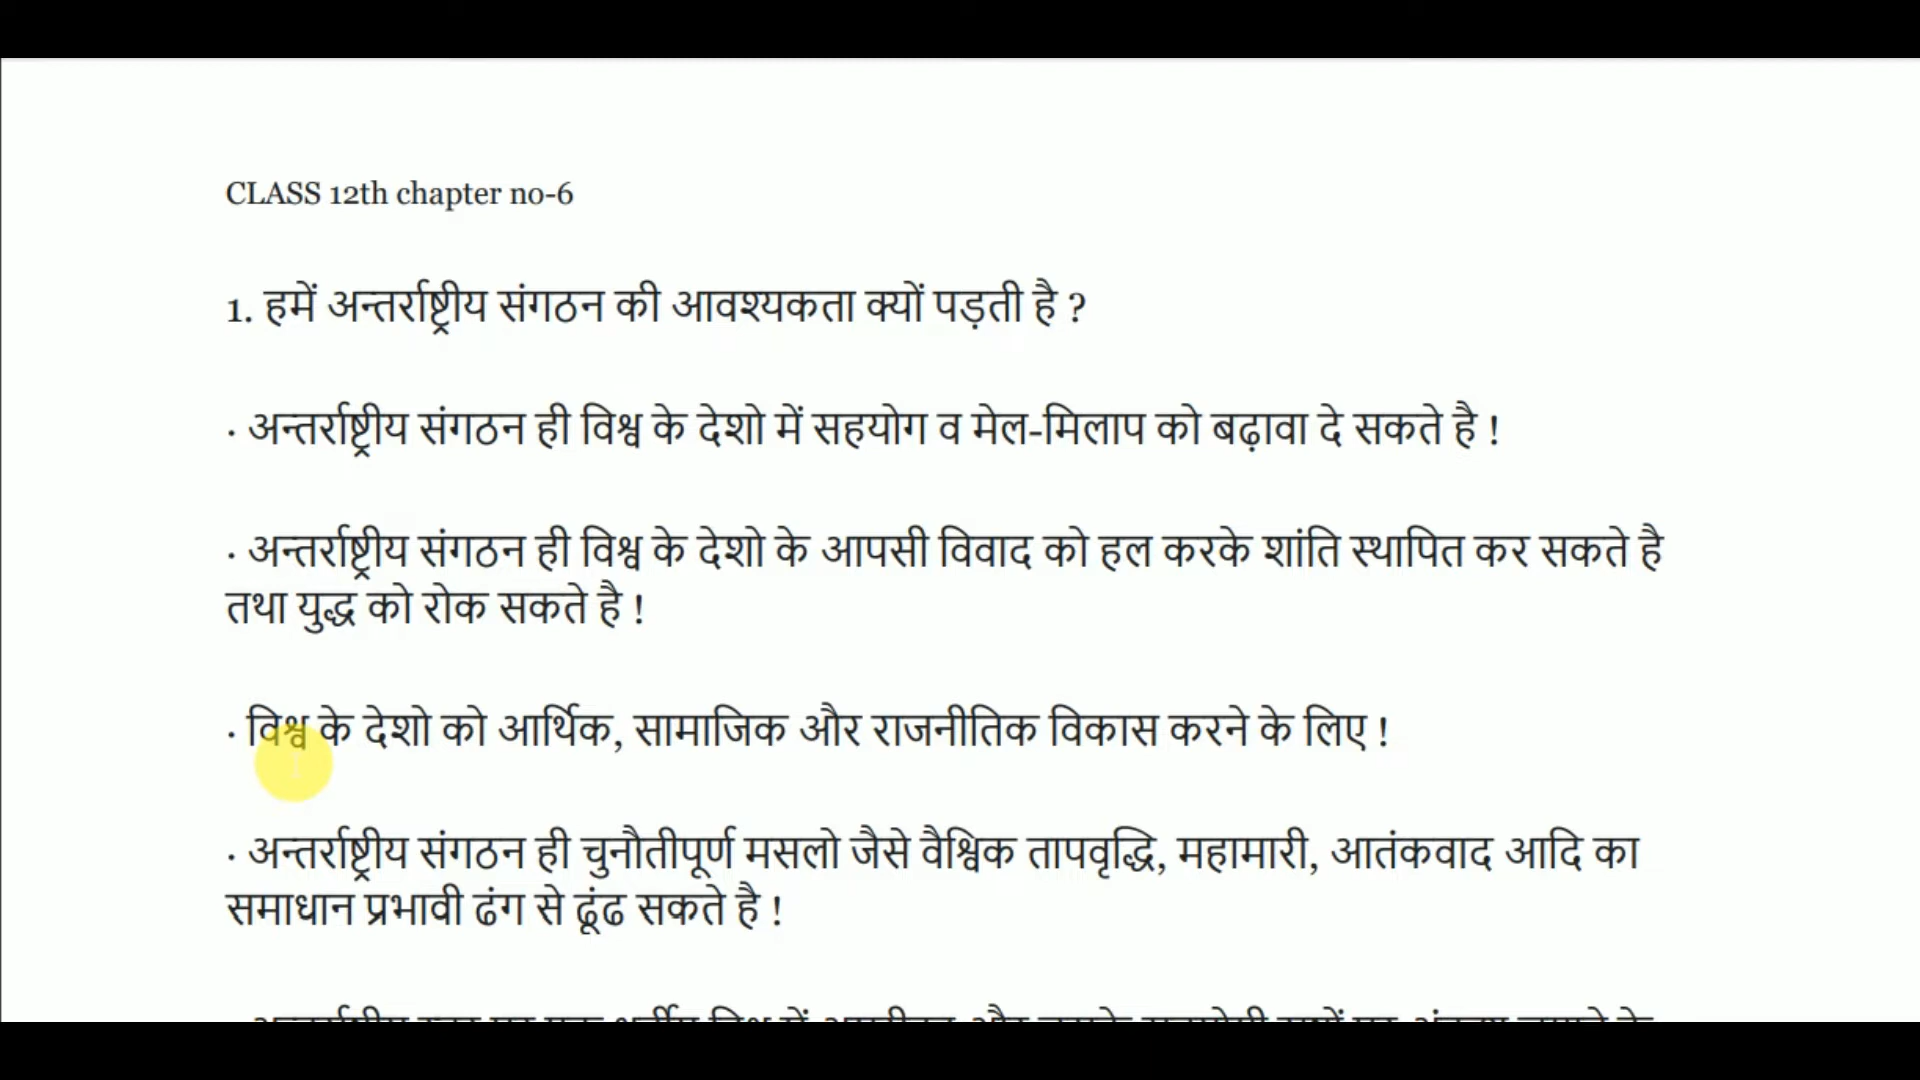 CLASS 12th chapter no-6
1. हमें अन्तर्राष्ट्रीय संगठन की आवश्यकता क्यों पड़ती है ?
· अन्तर्राष्ट्रीय संगठन ही विश्व के देशो में सहयोग व मेल-मिलाप को बढ़ावा दे सकते है !
· अन्तर्राष्ट्रीय संगठन ही विश्व के देशो के आपसी विवाद को हल करके शांति स्थापित कर सकते है
तथा युद्ध को रोक सकते है !
· विश्व के देशो को आर्थिक, सामाजिक और राजनीतिक विकास करने के लिए !
· अन्तर्राष्ट्रीय संगठन ही चुनौतीपूर्ण मसलो जैसे वैश्विक तापवृद्धि, महामारी, आतंकवाद आदि का
समाधान प्रभावी ढंग से ढूंढ सकते है !